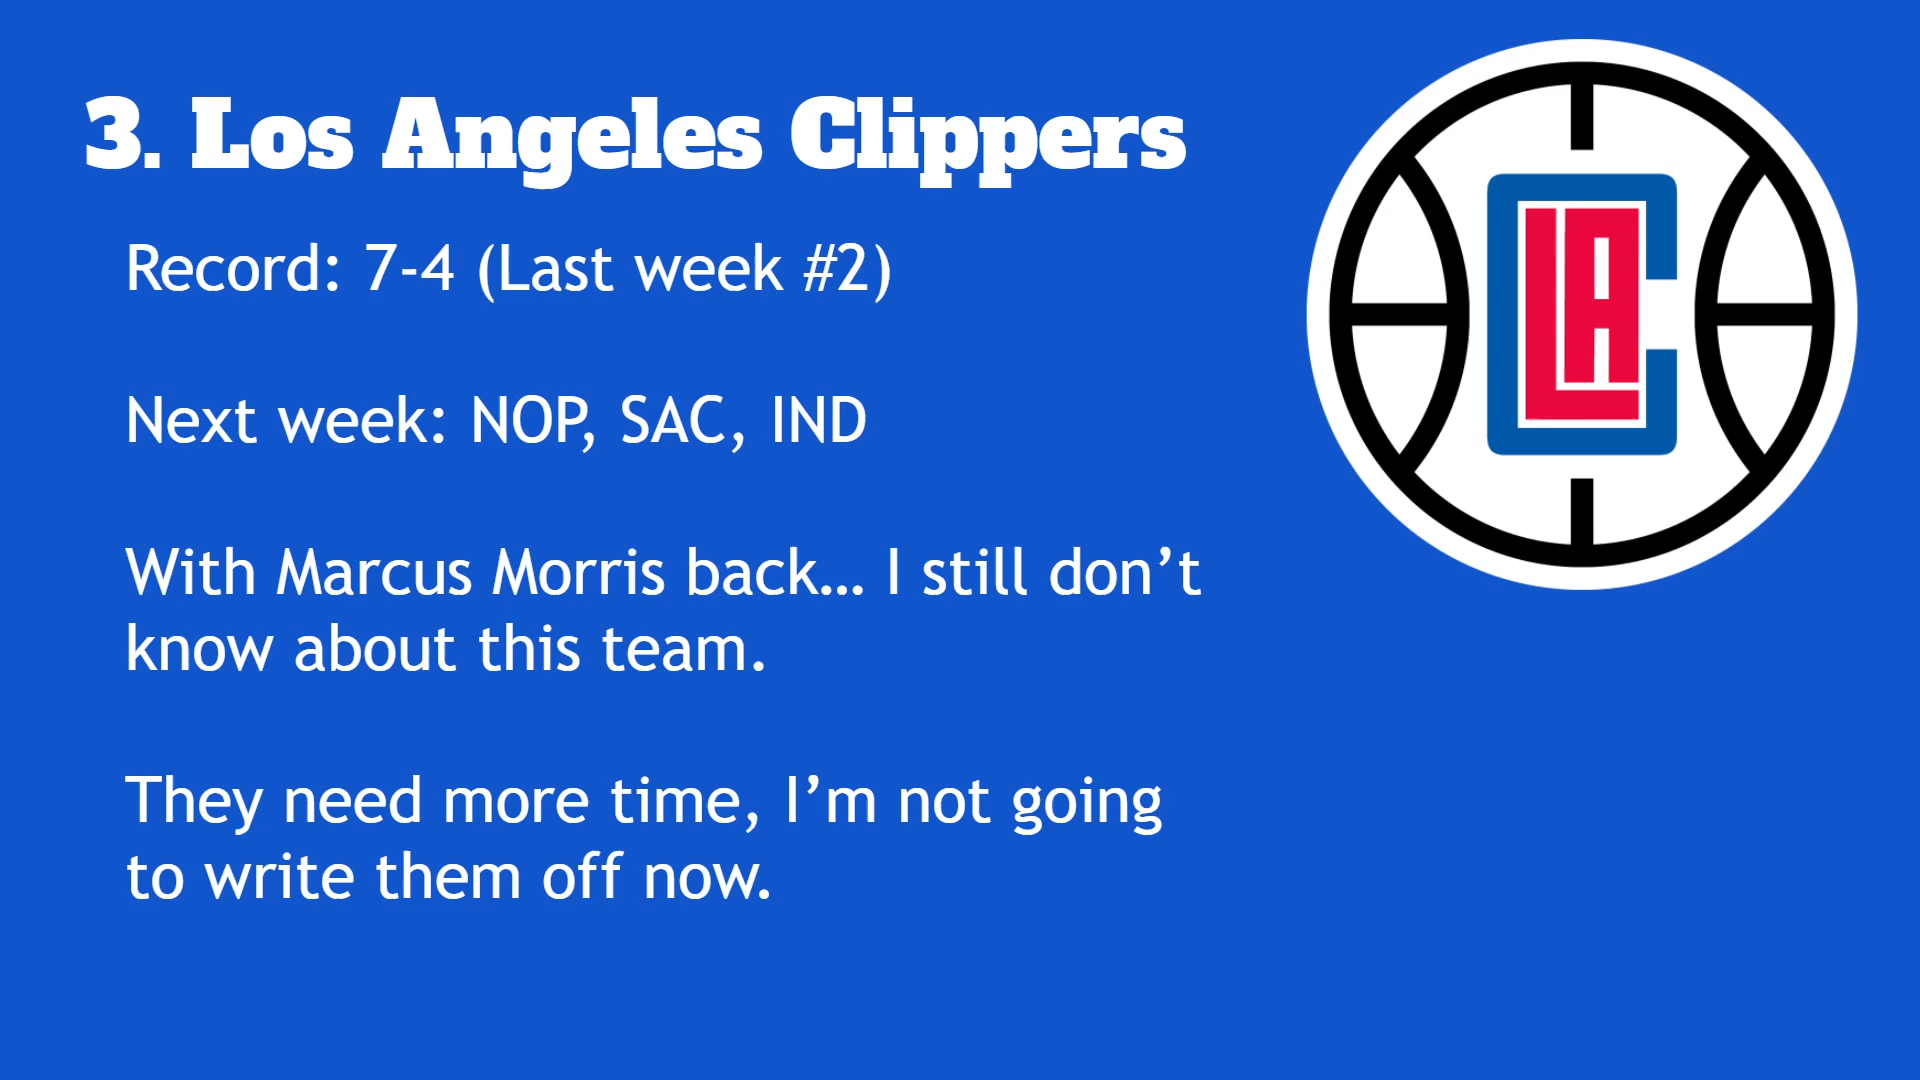 3. Los Angeles Clippers
Record: 7-4 (Last week #2)
Next week: NOP, SAC, IND
With Marcus Morris back... I still don’t
know about this team.
They need more time, I’m not going
to write them off now.
LA
C